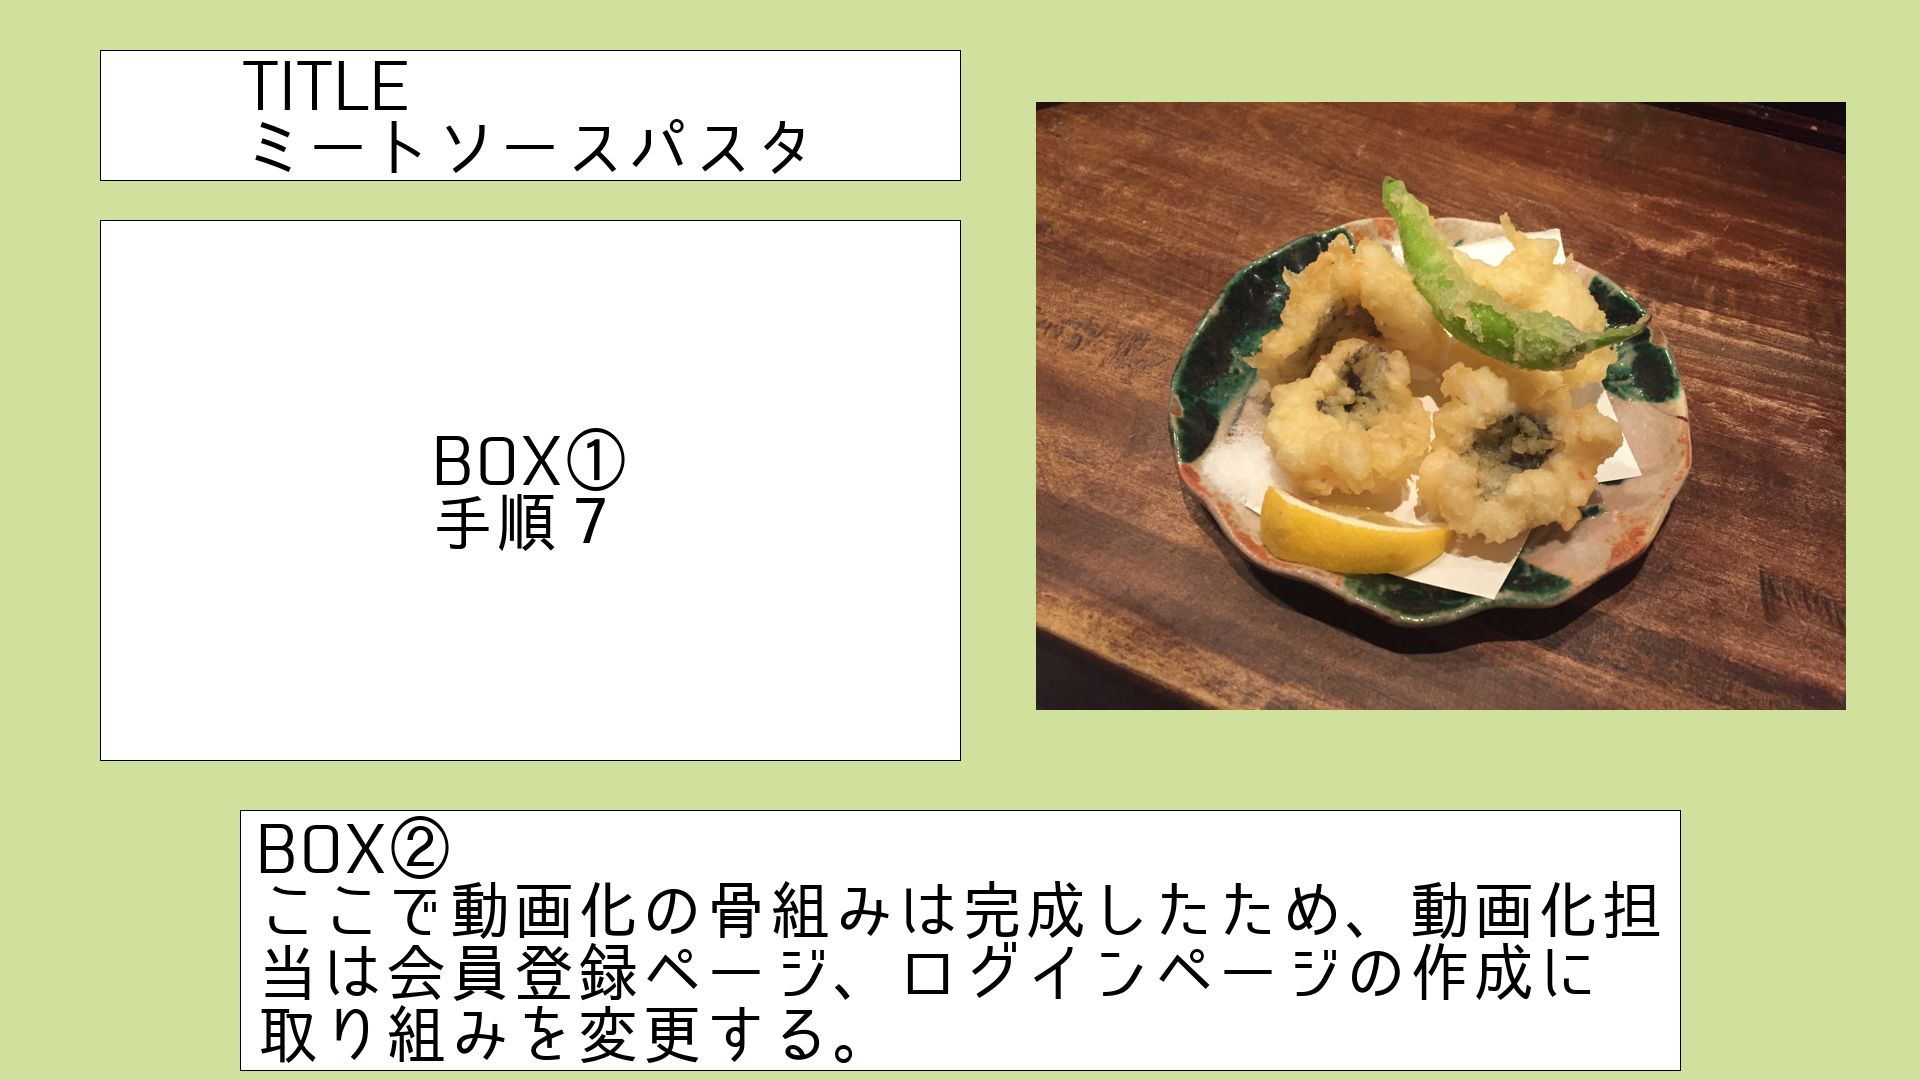 TITLE
ミートソースパスタ
BOX①
手順７
BOX②
ここで動画化の骨組みは完成したため、動画化担
当は会員登録ページ、ログインページの作成に
取り組みを変更する。